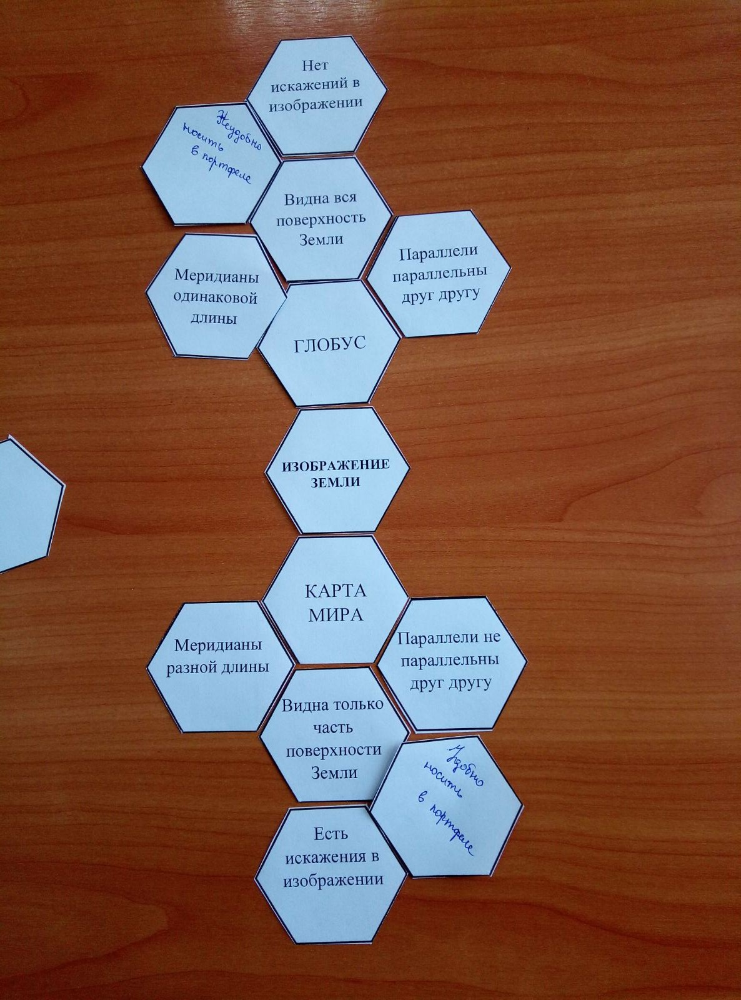 Нет
искажений в
изображении
Неудобно
носить
в портфеле
Видна вся
поверхность
Земли
Параллели
параллельны
друг другу
Меридианы
одинаковой
длины
ГЛОБУС
ИЗОБРАЖЕНИЕ
ЗЕМЛИ
КАРТА
МИРА
Меридианы
разной длины
Параллели не
параллельны
друг другу
Видна только
часть
поверхности
Земли
Удобно
носить
в портфеле
Есть
искажения в
изображении